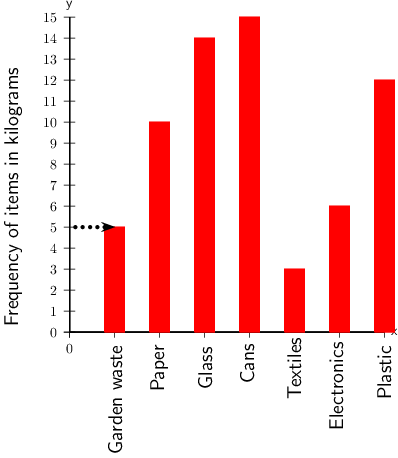 y
15
14
13
12
11
10
9
8
7
6
5
4
3
2
1
0
Frequency of items in kilograms
x
0
Garden waste
Paper
Glass
Cans
Textiles
Electronics
Plastic